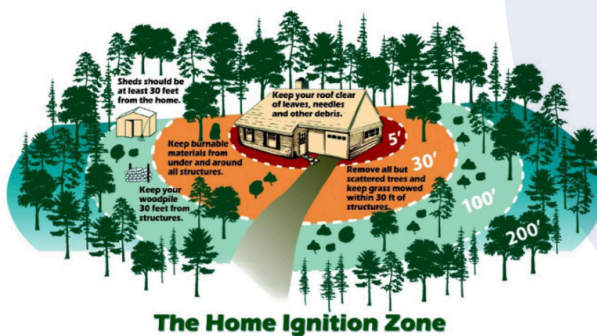 Sheds should be
at least 30 feet
from the home.
Keep your roof clear
of leaves, needles
and other debris.
5'
Keep burnable
materials from
under and around
all structures.
30'
Remove all but
scattered trees and
keep grass mowed
within 30 ft of
structures.
Keep your
woodpile
30 feet from
structures.
100'
200'
The Home Ignition Zone